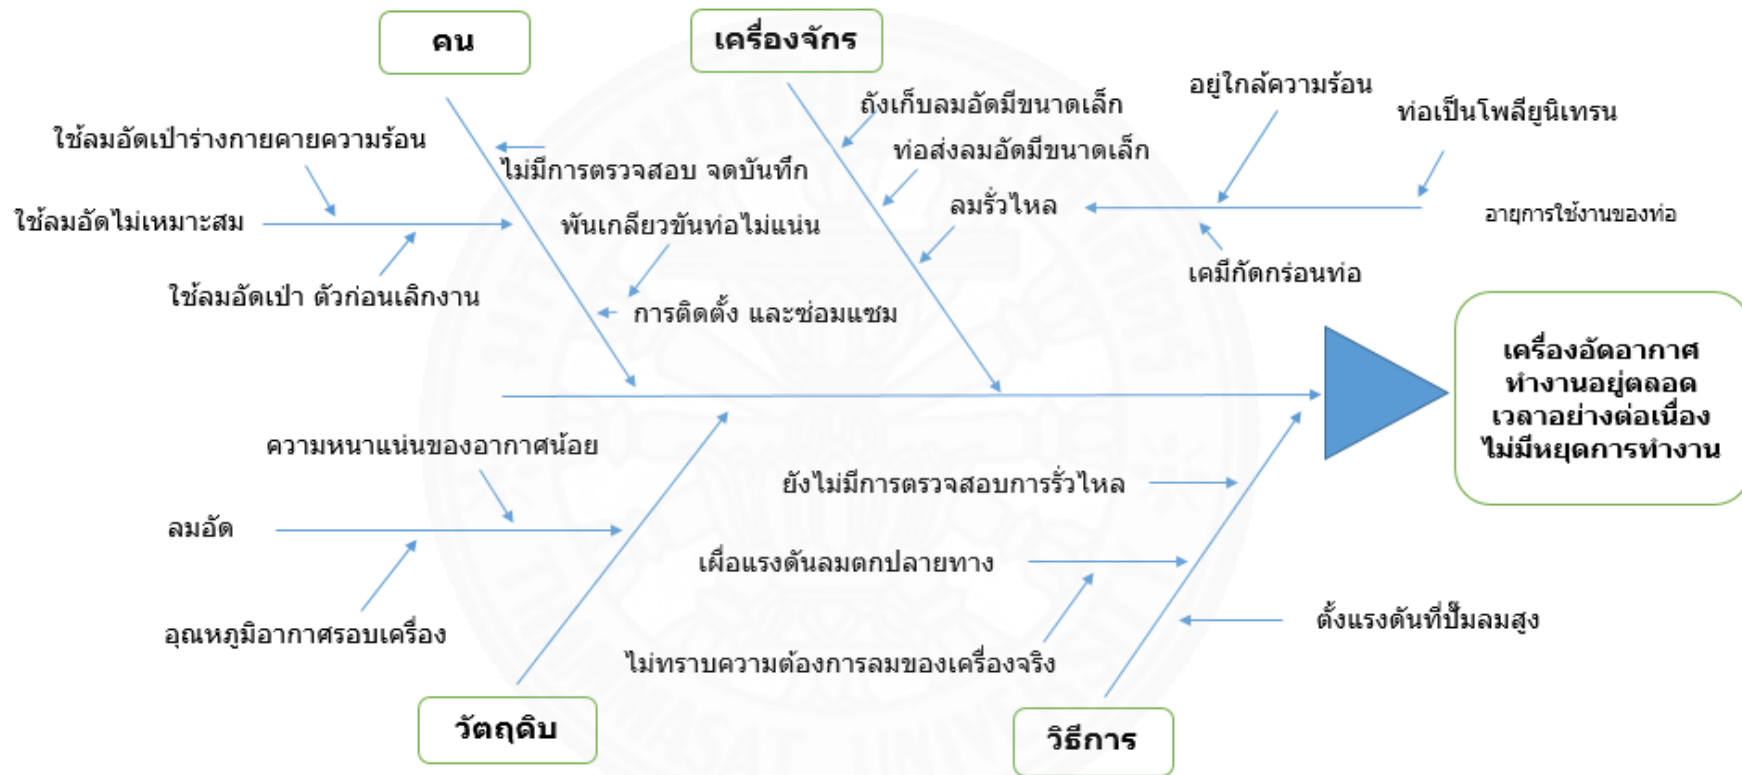 คน
เครื่องจักร
ถังเก็บลมอัดมีขนาดเล็ก
อยู่ใกล้ความร้อน
ท่อเป็นโพลียูนิเทรน
ใช้ลมอัดเป่าร่างกายคายความร้อน
ไม่มีการตรวจสอบ จดบันทึก
ท่อส่งลมอัดมีขนาดเล็ก
ลมรั่วไหล
อายุการใช้งานของท่อ
ใช้ลมอัดไม่เหมาะสม
พันเกลียวขันท่อไม่แน่น
เคมีกัดกร่อนท่อ
ใช้ลมอัดเป่า ตัวก่อนเลิกงาน
การติดตั้ง และซ่อมแซม
เครื่องอัดอากาศ
ทำงานอยู่ตลอด
เวลาอย่างต่อเนื่อง
ไม่มีหยุดการทำงาน
ความหนาแน่นของอากาศน้อย
ยังไม่มีการตรวจสอบการรั่วไหล
ลมอัด
เผื่อแรงดันลมตกปลายทาง
อุณหภูมิอากาศรอบเครื่อง
ตั้งแรงดันที่ปั๊มลมสูง
ไม่ทราบความต้องการลมของเครื่องจริง
วัตถุดิบ
วิธีการ